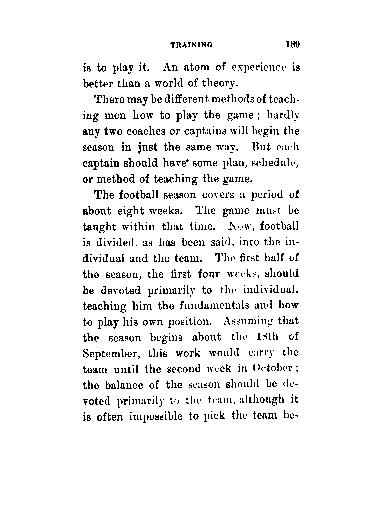 TRAINING 189
is to play it. An atom of experience is
better than a world of theory.
There may be different methods of teach-
ing men how to play the game; hardly
any two coaches or captains will begin the
season in just the same way. But each
captain should have some plan, schedule,
or method of teaching the game.
The football season covers a period of
about eight weeks. The game must be
taught within that time. Now, football
is divided, as has been said, into the in-
dividual and the team. The first half of
the season, the first four weeks, should
be devoted primarily to the individual,
teaching him the fundamentals and how
to play his own position. Assuming that
the season begins about the 18th of
September, this work would carry the
team until the second week in October;
the balance of the season should be de-
voted primarily to the team, although it
is often impossible to pick the team be-